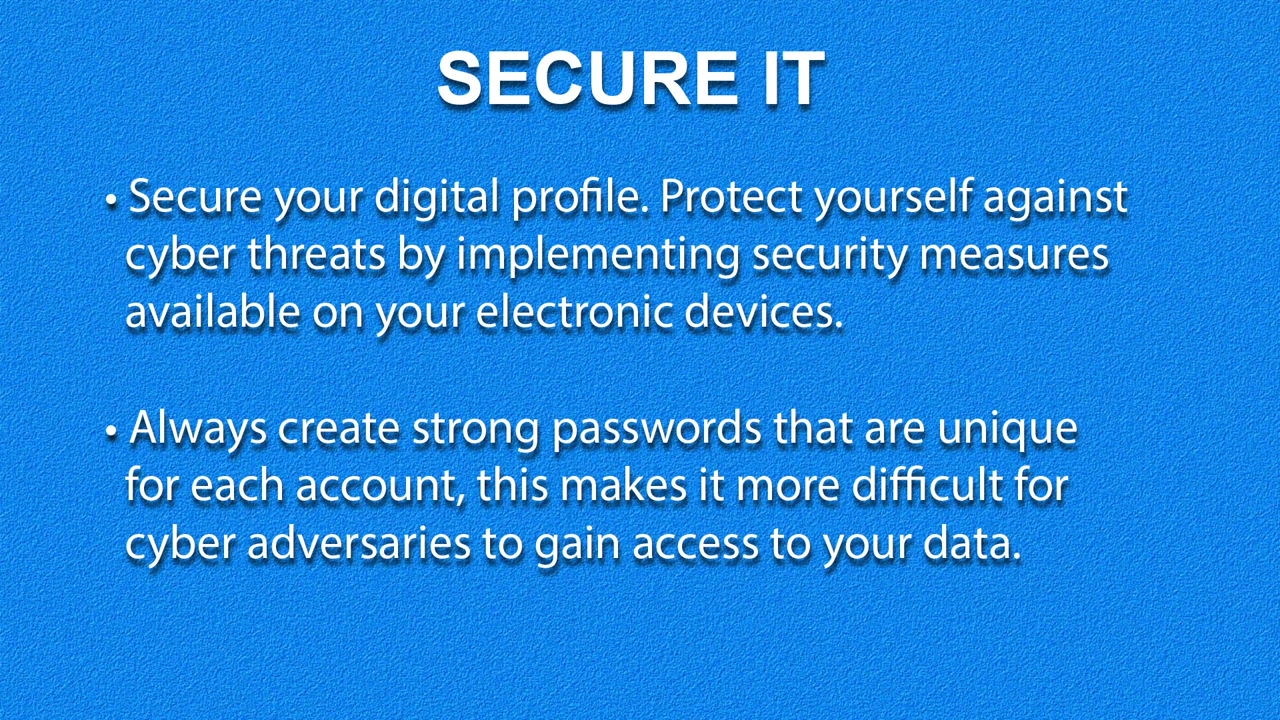 SECURE IT
• Secure your digital profile. Protect yourself against
cyber threats by implementing security measures
available on your electronic devices.
• Always create strong passwords that are unique
for each account, this makes it more difficult for
cyber adversaries to gain access to your data.